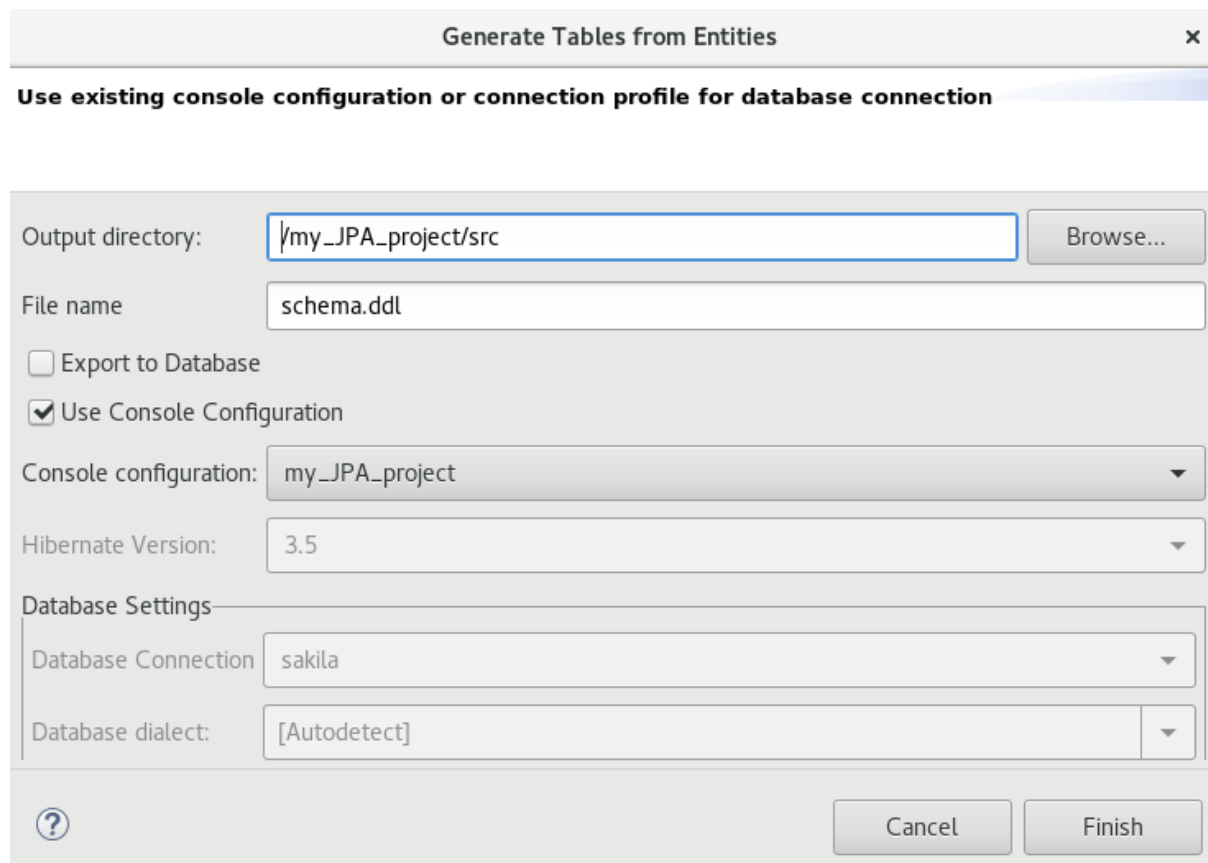 Generate Tables from Entities
Use existing console configuration or connection profile for database connection
Output directory: /my_JPA_project/src Browse...
File name schema.ddl
Export to Database
Use Console Configuration
Console configuration: my_JPA_project
Hibernate Version: 3.5
Database Settings
Database Connection sakila
Database dialect: [Autodetect]
? Cancel Finish